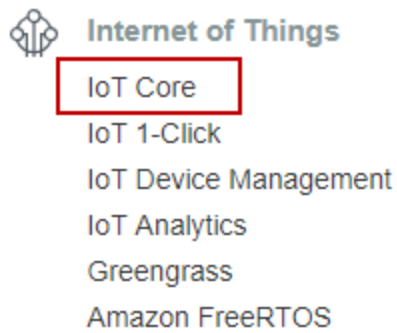 Internet of Things
IoT Core
IoT 1-Click
IoT Device Management
IoT Analytics
Greengrass
Amazon FreeRTOS